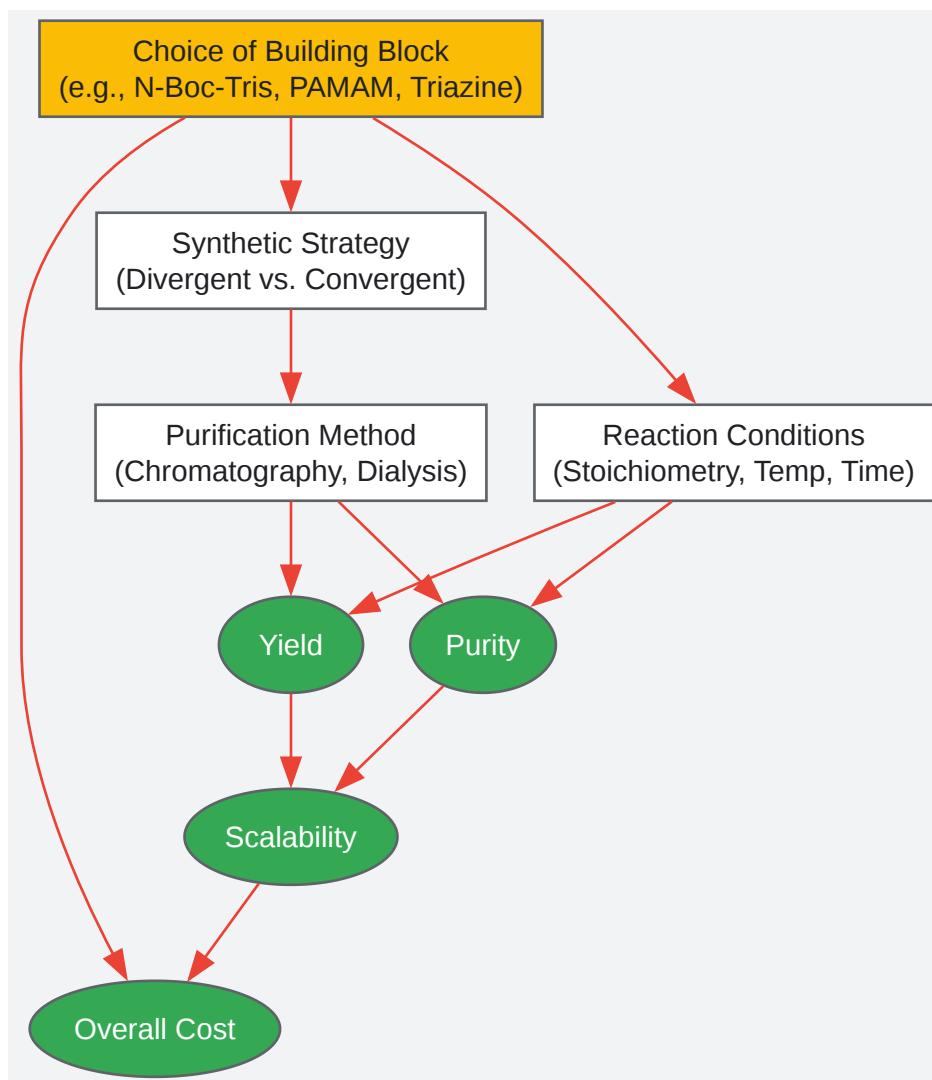 Choice of Building Block
(e.g., N-Boc-Tris, PAMAM, Triazine)
Synthetic Strategy
(Divergent vs. Convergent)
Purification Method
(Chromatography, Dialysis)
Reaction Conditions
(Stoichiometry, Temp, Time)
Yield
Purity
Scalability
Overall Cost